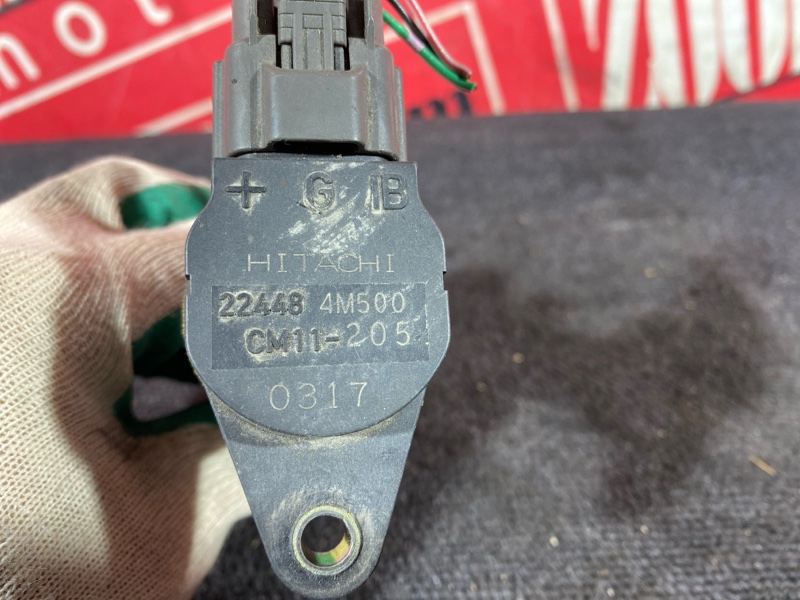 + G IB
HITACHI
22448 4M500
CM11-205
0317